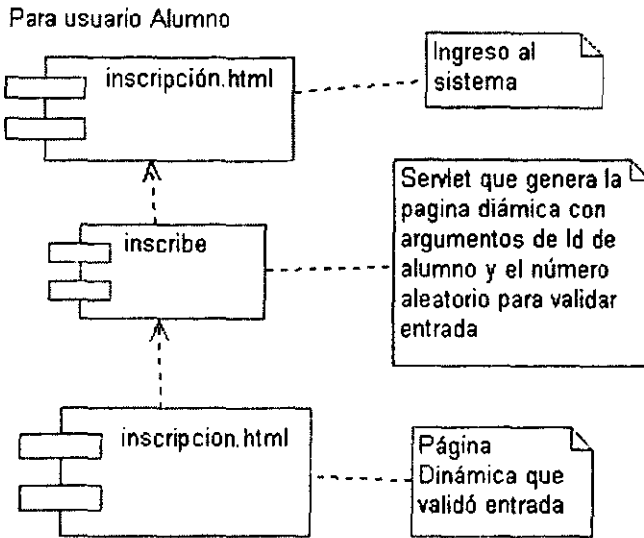 Para usuario Alumno
inscripción.html
Ingreso al
sistema
inscribe
Servlet que genera la
pagina diámica con
argumentos de Id de
alumno y el número
aleatorio para validar
entrada
inscripcion.html
Página
Dinámica que
validó entrada